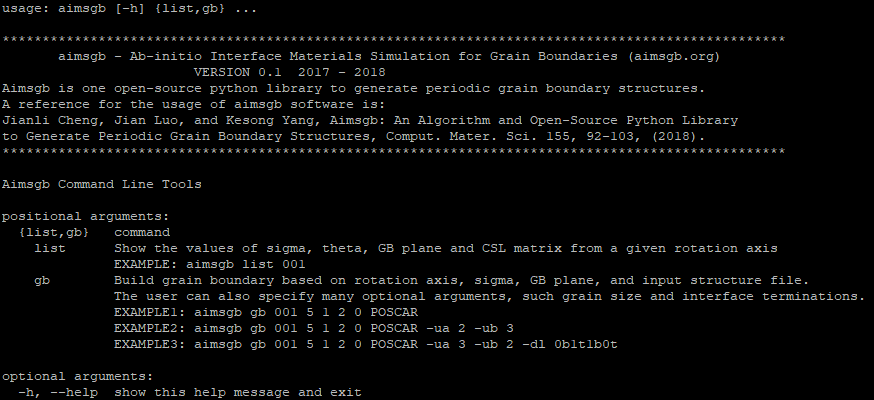 usage: aimsgb [-h] {list,gb} ...
**************************************************************************************************
aimsgb - Ab-initio Interface Materials Simulation for Grain Boundaries (aimsgb.org)
VERSION 0.1  2017 - 2018
Aimsgb is one open-source python library to generate periodic grain boundary structures.
A reference for the usage of aimsgb software is:
Jianli Cheng, Jian Luo, and Kesong Yang, Aimsgb: An Algorithm and Open-Source Python Library
to Generate Periodic Grain Boundary Structures, Comput. Mater. Sci. 155, 92-103, (2018).
**************************************************************************************************
Aimsgb Command Line Tools
positional arguments:
{list,gb}   command
list      Show the values of sigma, theta, GB plane and CSL matrix from a given rotation axis
EXAMPLE: aimsgb list 001
gb        Build grain boundary based on rotation axis, sigma, GB plane, and input structure file.
The user can also specify many optional arguments, such grain size and interface terminations.
EXAMPLE1: aimsgb gb 001 5 1 2 0 POSCAR
EXAMPLE2: aimsgb gb 001 5 1 2 0 POSCAR -ua 2 -ub 3
EXAMPLE3: aimsgb gb 001 5 1 2 0 POSCAR -ua 3 -ub 2 -dl 0b1t1b0t
optional arguments:
-h, --help  show this help message and exit